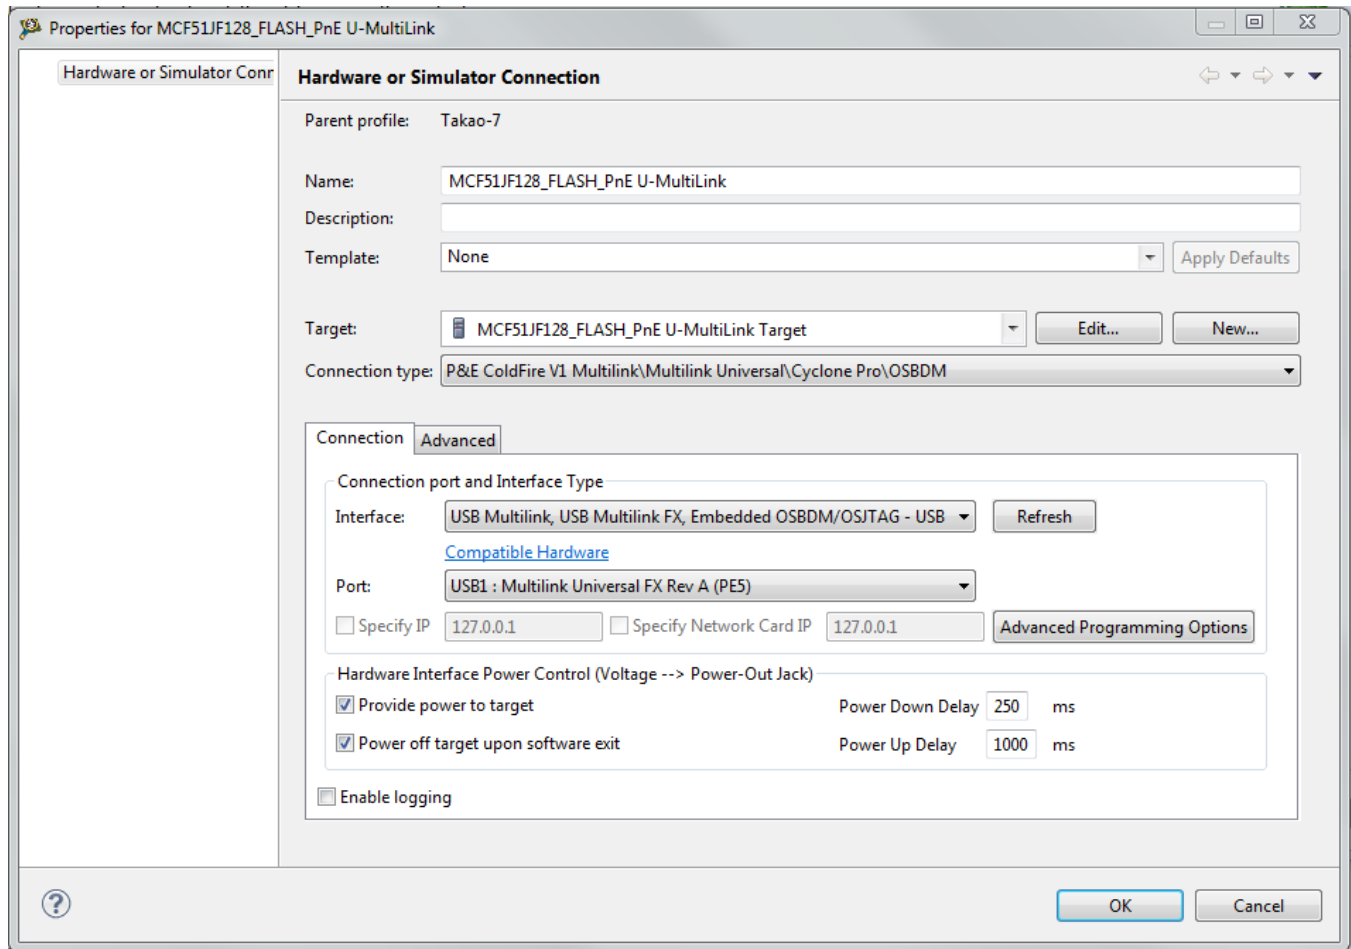 Properties for MCF51JF128_FLASH_PnE U-MultiLink
Hardware or Simulator Conr
Hardware or Simulator Connection
Parent profile: Takao-7
Name: MCF51JF128_FLASH_PnE U-MultiLink
Description:
Template: None Apply Defaults
Target: MCF51JF128_FLASH_PnE U-MultiLink Target Edit... New...
Connection type: P&E ColdFire V1 Multilink\Multilink Universal\Cyclone Pro\OSBDM
Connection Advanced
Connection port and Interface Type
Interface: USB Multilink, USB Multilink FX, Embedded OSBDM/OSJTAG - USB Refresh
Compatible Hardware
Port: USB1 : Multilink Universal FX Rev A (PE5)
Specify IP 127.0.0.1 Specify Network Card IP 127.0.0.1 Advanced Programming Options
Hardware Interface Power Control (Voltage --> Power-Out Jack)
Provide power to target Power Down Delay 250 ms
Power off target upon software exit Power Up Delay 1000 ms
Enable logging
? OK Cancel